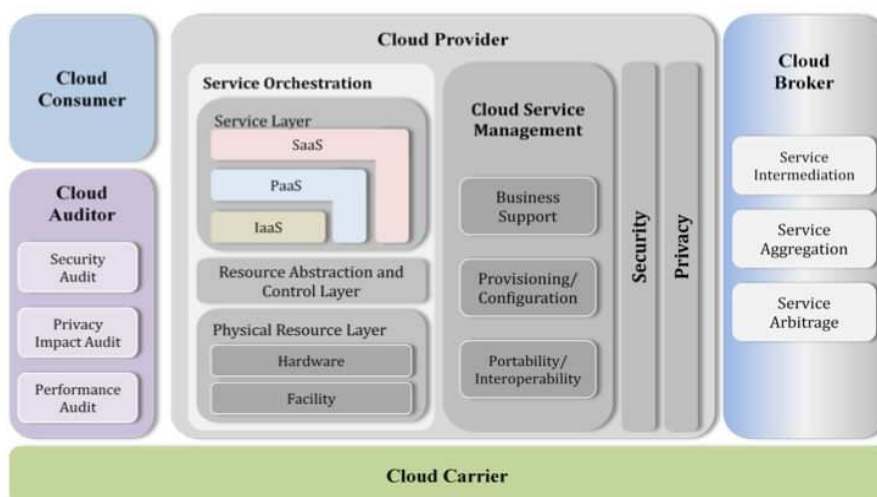 Cloud
Consumer
Cloud
Auditor
Security
Audit
Privacy
Impact Audit
Performance
Audit
Cloud Provider
Service Orchestration
Service Layer
SaaS
PaaS
IaaS
Resource Abstraction and
Control Layer
Physical Resource Layer
Hardware
Facility
Cloud Service
Management
Business
Support
Provisioning/
Configuration
Portability/
Interoperability
Security
Privacy
Cloud
Broker
Service
Intermediation
Service
Aggregation
Service
Arbitrage
Cloud Carrier